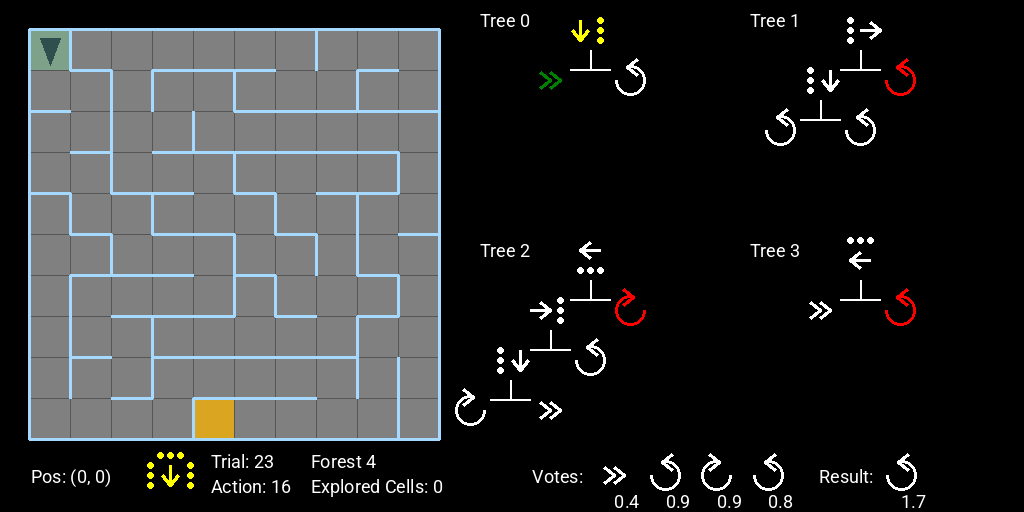 Tree 0
Tree 1
Tree 2
Tree 3
Pos: (0, 0)
Trial: 23
Forest 4
Action: 16
Explored Cells: 0
Votes:
0.4
0.9
0.9
0.8
Result:
1.7